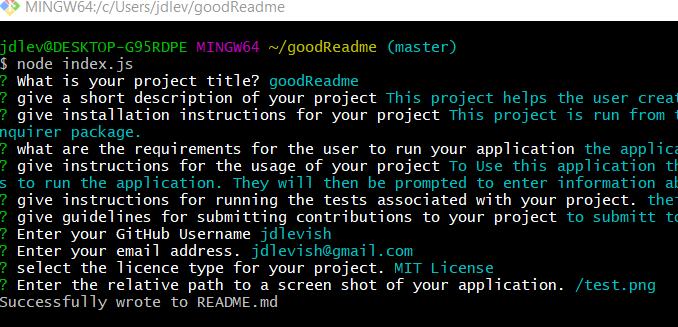 MINGW64:/c/Users/jdlev/goodReadme
jdlev@DESKTOP-G95RDPE MINGW64 ~/goodReadme (master)
$ node index.js
? What is your project title? goodReadme
? give a short description of your project This project helps the user creat
? give installation instructions for your project This project is run from t
nquirer package.
? what are the requirements for the user to run your application the applica
? give instructions for the usage of your project To Use this application th
s to run the application. They will then be prompted to enter information ab
? give instructions for running the tests associated with your project. thei
? give guidelines for submitting contributions to your project to submitt to
? Enter your GitHub Username jdlevish
? Enter your email address. jdlevish@gmail.com
? select the licence type for your project. MIT License
? Enter the relative path to a screen shot of your application. /test.png
Successfully wrote to README.md